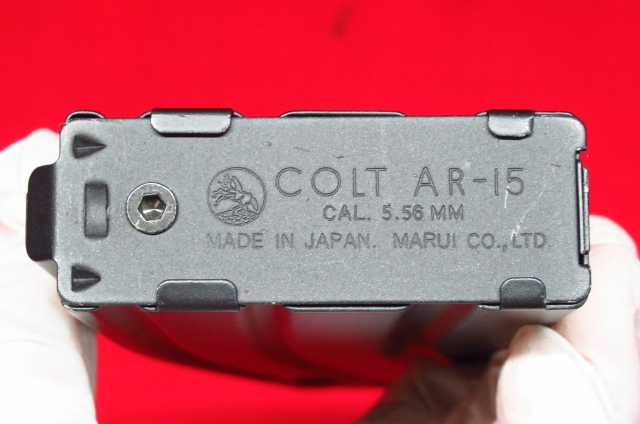 COLT AR-15
CAL. 5.56 MM
MADE IN JAPAN. MARUI CO., LTD.